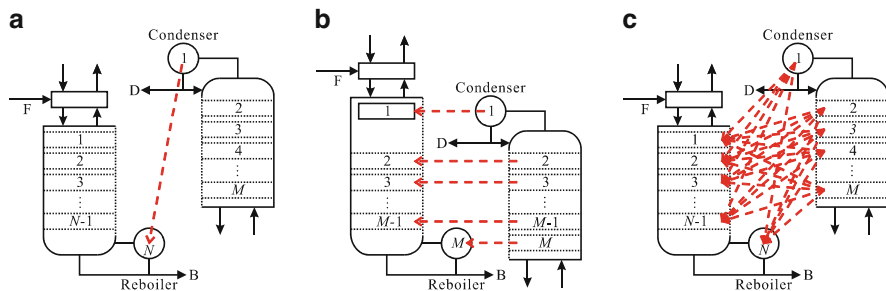 a
Condenser
1
D
F
2
3
4
⋮
M
1
2
3
⋮
N-1
N
B
Reboiler
b
F
Condenser
1
1
D
2
2
3
3
⋮
⋮
M-1
M-1
M
M
B
Reboiler
c
Condenser
1
D
F
2
3
4
⋮
M
1
2
3
⋮
N-1
N
B
Reboiler